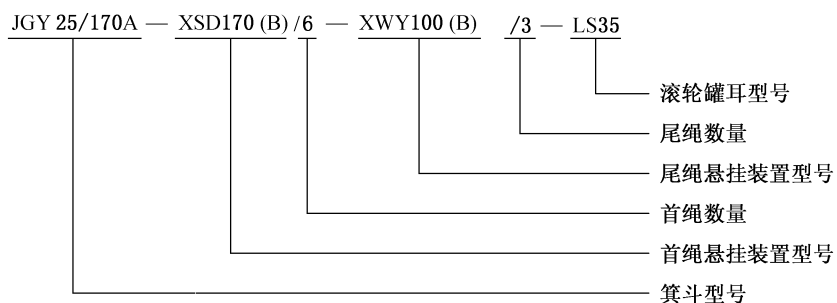 JGY 25/170A — XSD170 (B) /6 — XWY100 (B) /3 — LS35
滚轮罐耳型号
尾绳数量
尾绳悬挂装置型号
首绳数量
首绳悬挂装置型号
箕斗型号